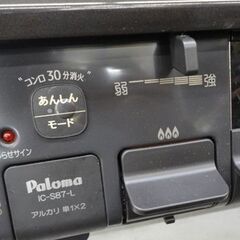 コンロ30分消火
あんしん
モード
弱
強
らせサイン
Paloma
IC-S87-L
アルカリ 単1×2